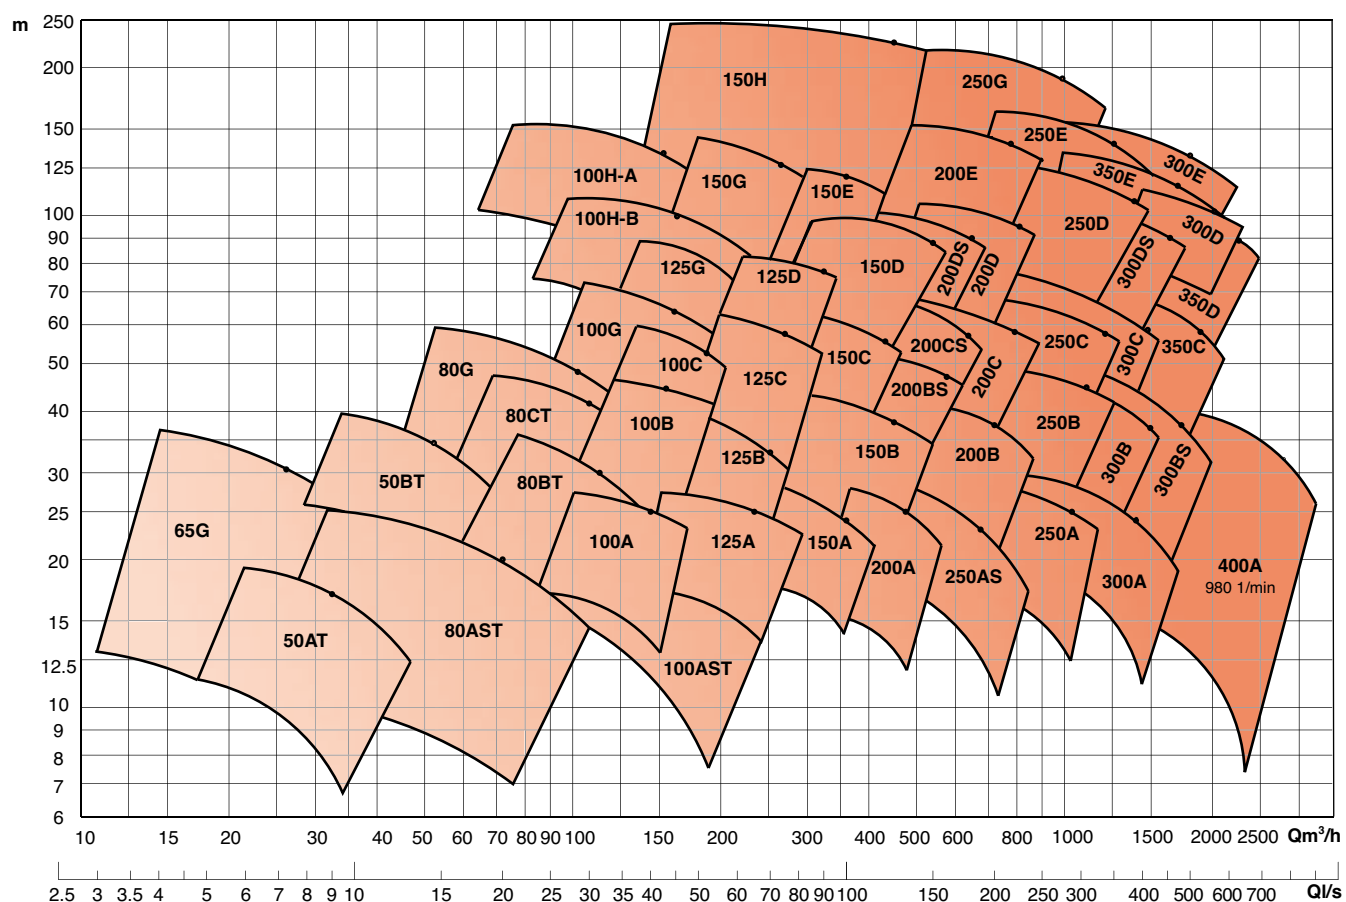 m
250
200
150
125
100
90
80
70
60
50
40
30
25
20
15
12.5
10
9
8
7
6
150H
250G
250E
300E
100H-A
150G
150E
200E
350E
100H-B
250D
300D
125G
125D
150D
200DS
200D
300DS
350D
100G
100C
150C
200CS
250C
300C
350C
80G
125C
200BS
200C
80CT
100B
250B
50BT
80BT
125B
150B
200B
300B
300BS
65G
100A
125A
150A
200A
250AS
250A
300A
400A
980 1/min
50AT
80AST
100AST
10 15 20 30 40 50 60 70 80 90 100 150 200 300 400 500 600 800 1000 1500 2000 2500 Qm³/h
2.5 3 3.5 4 5 6 7 8 9 10 15 20 25 30 35 40 50 60 70 80 90 100 150 200 250 300 400 500 600 700 Ql/s